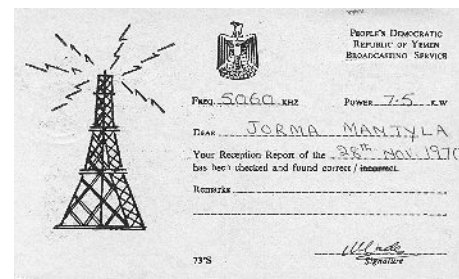 PEOPLE'S DEMOCRATIC
REPUBLIC OF YEMEN
BROADCASTING SERVICE
FREQ. 5060 KHZ POWER 7.5 K.W
DEAR JORMA MANTYLA
Your Reception Report of the 28th NOV. 197
has been checked and found correct / incorrect.
Remarks
73'S
Signature